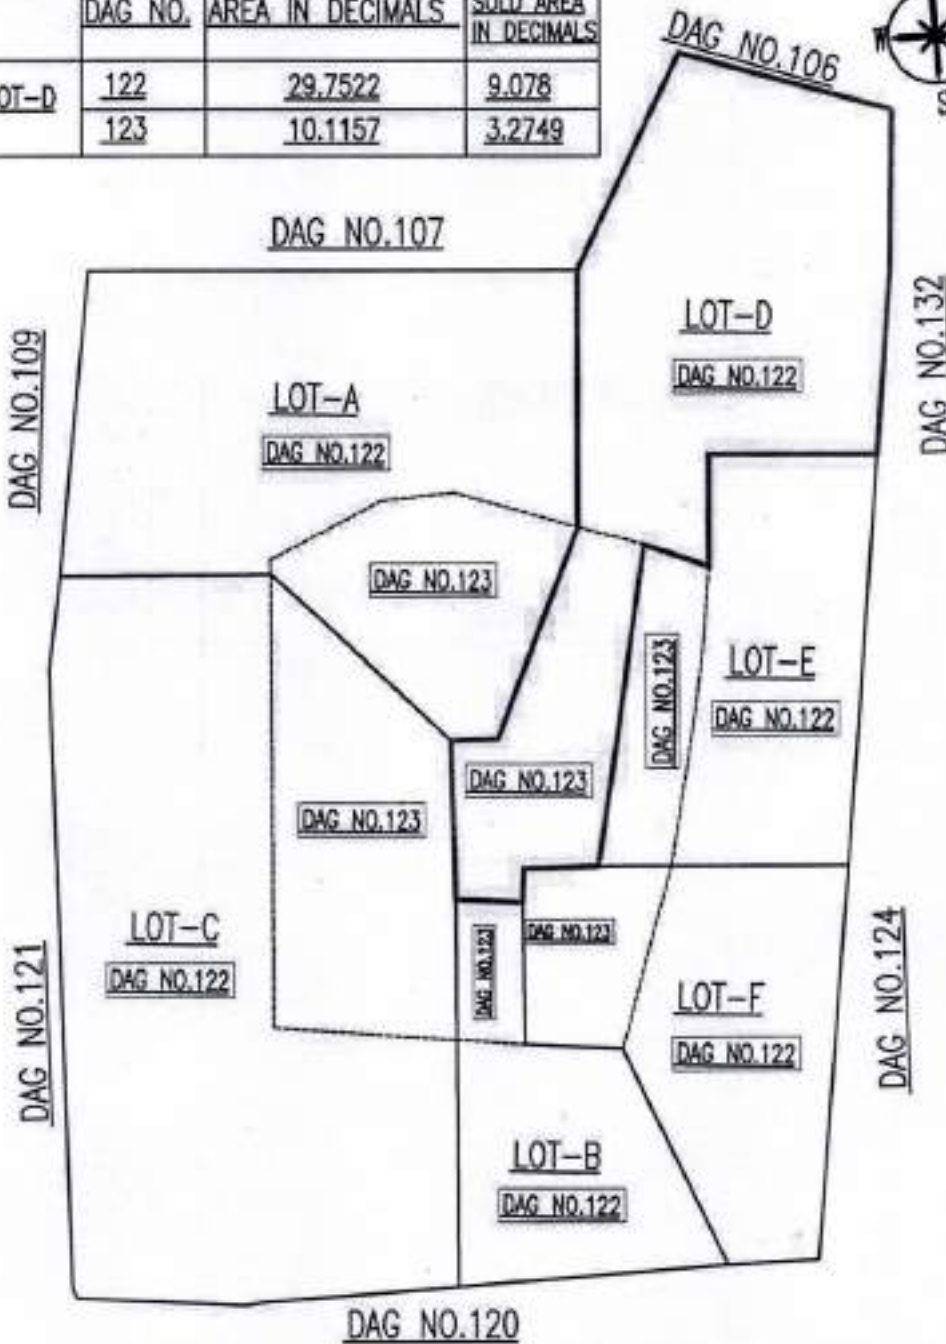 DAG NO. AREA IN DECIMALS SOLD AREA IN DECIMALS
OT-D 122 29.7522 9.078
123 10.1157 3.2749
DAG NO.106
W
S
DAG NO.107
DAG NO.109
DAG NO.132
LOT-D
DAG NO.122
LOT-A
DAG NO.122
DAG NO.123
DAG NO.123
LOT-E
DAG NO.122
DAG NO.123
DAG NO.123
LOT-C
DAG NO.122
DAG NO.121
DAG NO.123
DAG NO.123
LOT-F
DAG NO.122
DAG NO.124
LOT-B
DAG NO.122
DAG NO.120